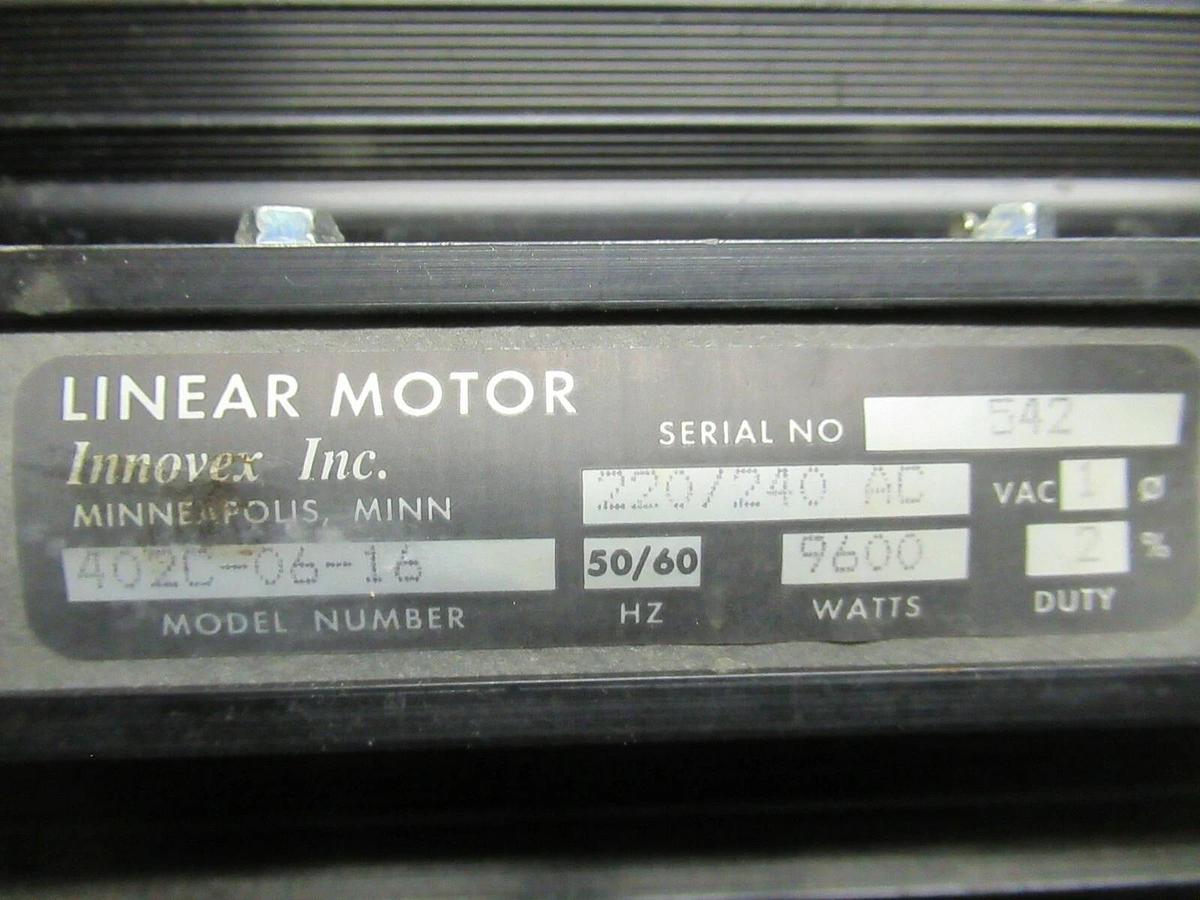 LINEAR MOTOR
Innovex Inc.
MINNEAPOLIS, MINN
402C-06-16
MODEL NUMBER
SERIAL NO 542
220/240 AC VAC 1 Ø
50/60 HZ
9600 WATTS
2 % DUTY